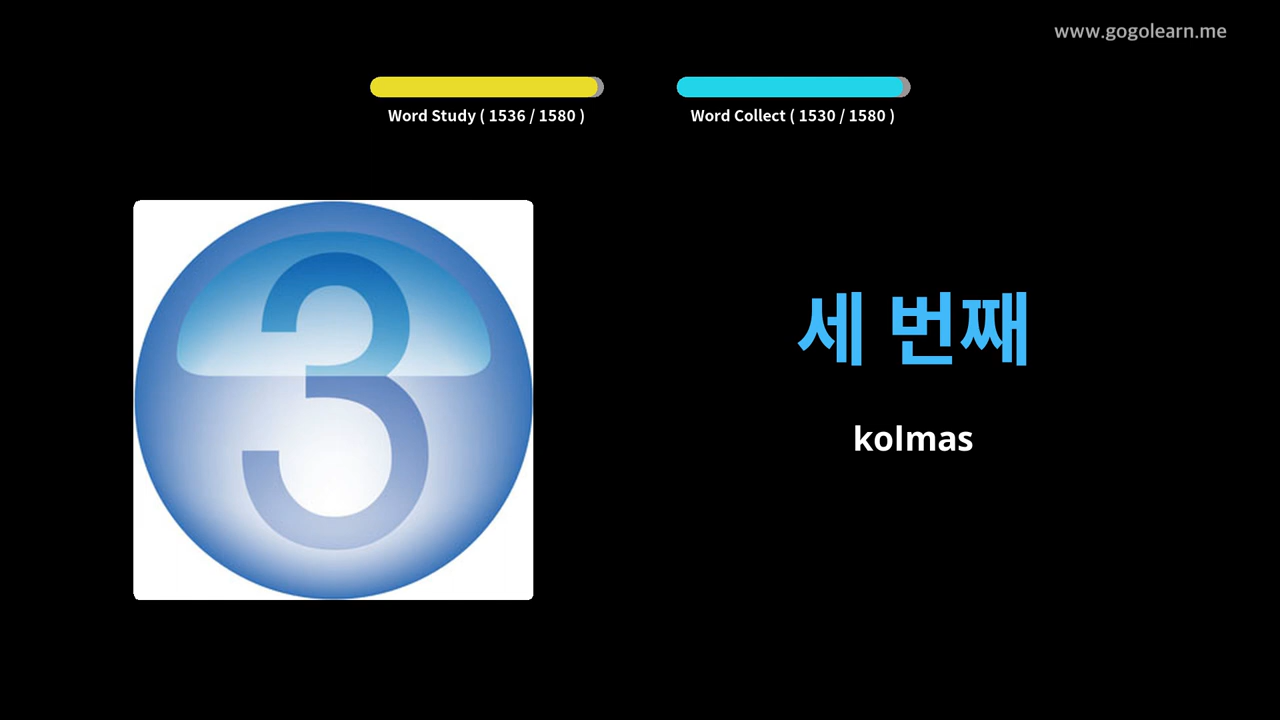 www.gogolearn.me
Word Study ( 1536 / 1580 )
Word Collect ( 1530 / 1580 )
3
세 번째
kolmas